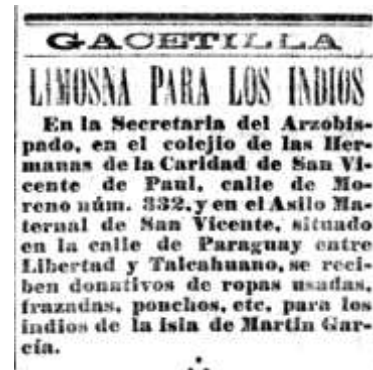 GACETILLA
LIMOSNA PARA LOS INDIOS
En la Secretaria del Arzobis-
pado, en el colejio de las Her-
manas de la Caridad de San Vi-
cente de Paul, calle de Mo-
reno núm. 332, y en el Asilo Ma-
ternal de San Vicente, situado
en la calle de Paraguay entre
Libertad y Talcahuano, se reci-
ben donativos de ropas usadas,
frazadas, ponchos, etc, para los
indios de la isla de Martin Gar-
cía.